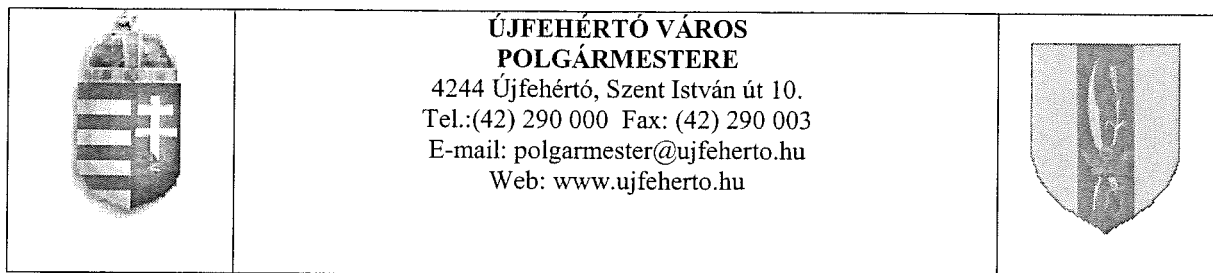 ÚJFEHÉRTÓ VÁROS
POLGÁRMESTERE
4244 Újfehértó, Szent István út 10.
Tel.:(42) 290 000 Fax: (42) 290 003
E-mail: polgarmester@ujfeherto.hu
Web: www.ujfeherto.hu